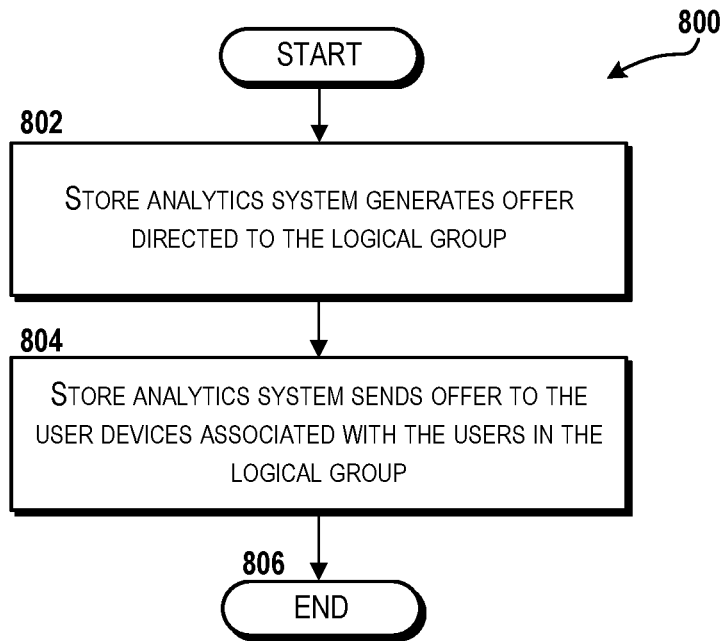 800
START
802
STORE ANALYTICS SYSTEM GENERATES OFFER
DIRECTED TO THE LOGICAL GROUP
804
STORE ANALYTICS SYSTEM SENDS OFFER TO THE
USER DEVICES ASSOCIATED WITH THE USERS IN THE
LOGICAL GROUP
806
END